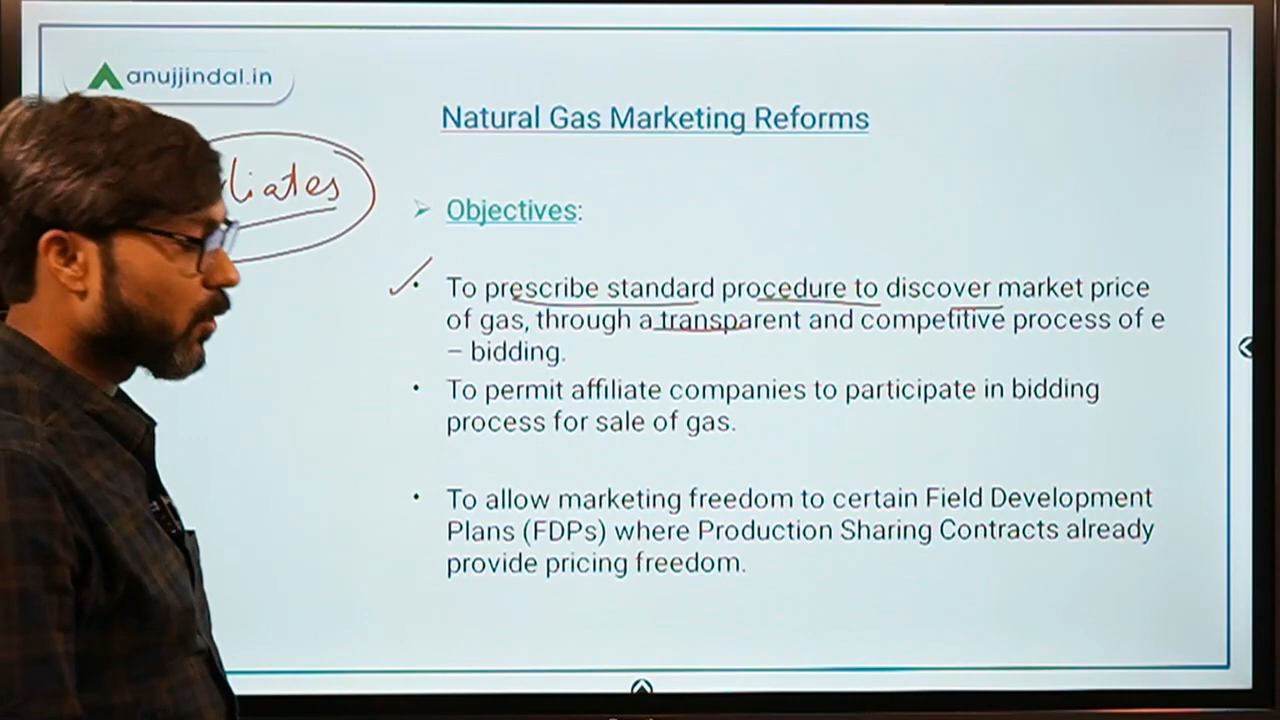 anujjindal.in
Natural Gas Marketing Reforms
liates
Objectives:
To prescribe standard procedure to discover market price
of gas, through a transparent and competitive process of e
– bidding.
To permit affiliate companies to participate in bidding
process for sale of gas.
To allow marketing freedom to certain Field Development
Plans (FDPs) where Production Sharing Contracts already
provide pricing freedom.